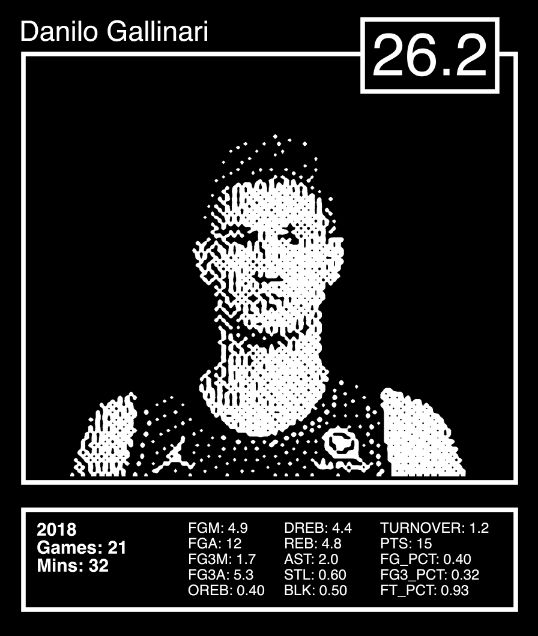 Danilo Gallinari
26.2
2018
Games: 21
Mins: 32
FGM: 4.9
FGA: 12
FG3M: 1.7
FG3A: 5.3
OREB: 0.40
DREB: 4.4
REB: 4.8
AST: 2.0
STL: 0.60
BLK: 0.50
TURNOVER: 1.2
PTS: 15
FG_PCT: 0.40
FG3_PCT: 0.32
FT_PCT: 0.93